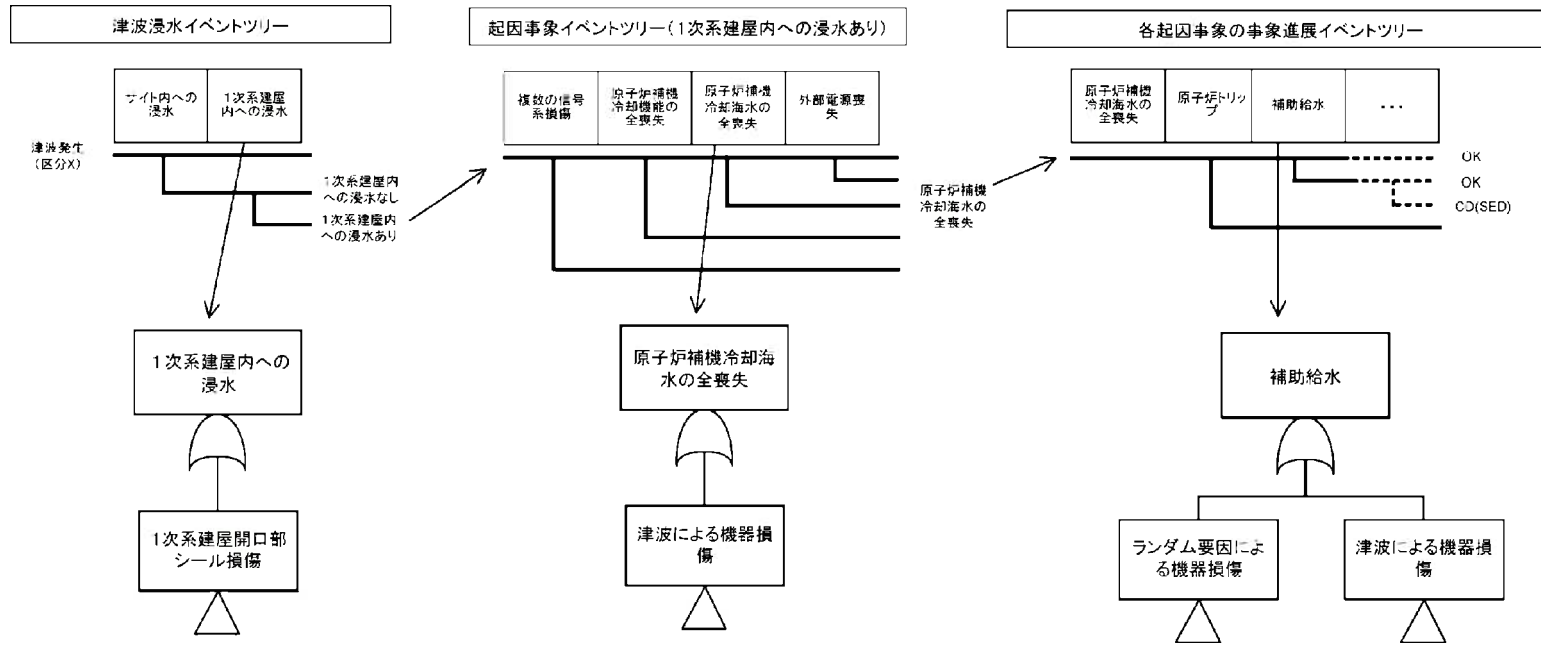 津波浸水イベントツリー
サイト内への
浸水
1次系建屋
内への浸水
津波発生
(区分X)
1次系建屋内
への浸水なし
1次系建屋内
への浸水あり
1次系建屋内への
浸水
1次系建屋開口部
シール損傷
起因事象イベントツリー(1次系建屋内への浸水あり)
複数の信号
系損傷
原子炉補機
冷却機能の
全喪失
原子炉補機
冷却海水の
全喪失
外部電源喪
失
原子炉補機
冷却海水の
全喪失
原子炉補機冷却海
水の全喪失
津波による機器損
傷
各起因事象の事象進展イベントツリー
原子炉補機
冷却海水の
全喪失
原子炉トリッ
プ
補助給水
・・・
OK
OK
CD(SED)
補助給水
ランダム要因によ
る機器損傷
津波による機器損
傷